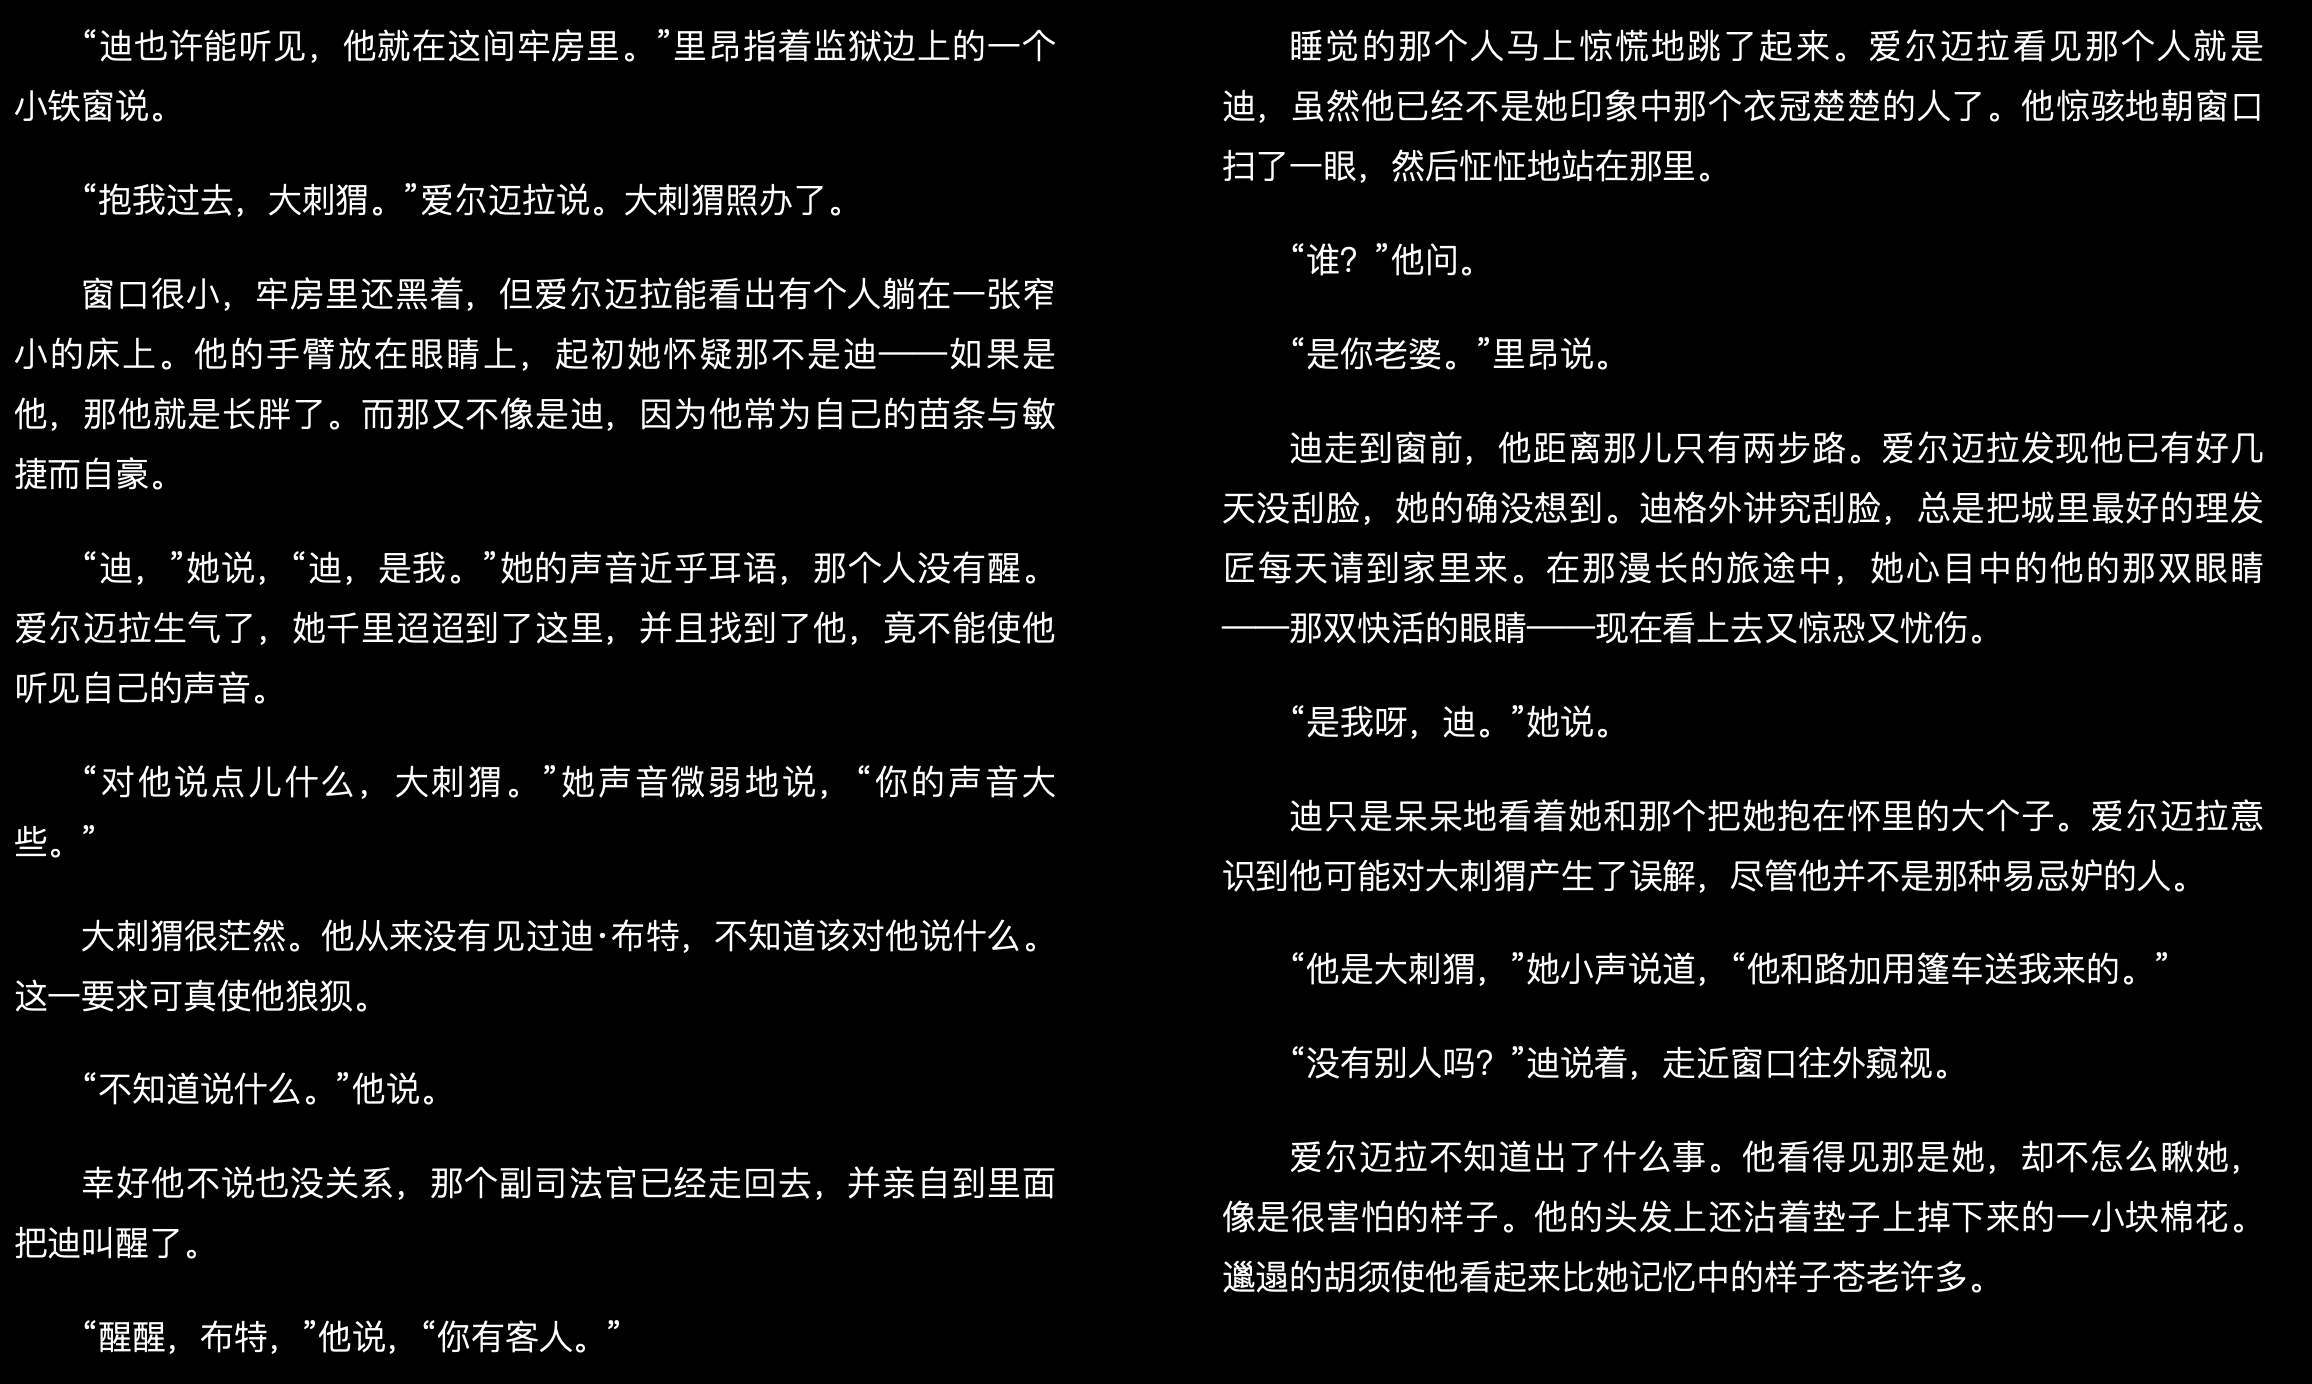 “迪也许能听见，他就在这间牢房里。”里昂指着监狱边上的一个
小铁窗说。
“抱我过去，大刺猬。”爱尔迈拉说。大刺猬照办了。
窗口很小，牢房里还黑着，但爱尔迈拉能看出有个人躺在一张窄
小的床上。他的手臂放在眼睛上，起初她怀疑那不是迪——如果是
他，那他就是长胖了。而那又不像是迪，因为他常为自己的苗条与敏
捷而自豪。
“迪，”她说，“迪，是我。”她的声音近乎耳语，那个人没有醒。
爱尔迈拉生气了，她千里迢迢到了这里，并且找到了他，竟不能使他
听见自己的声音。
“对他说点儿什么，大刺猬。”她声音微弱地说，“你的声音大
些。”
大刺猬很茫然。他从来没有见过迪·布特，不知道该对他说什么。
这一要求可真使他狼狈。
“不知道说什么。”他说。
幸好他不说也没关系，那个副司法官已经走回去，并亲自到里面
把迪叫醒了。
“醒醒，布特，”他说，“你有客人。”
睡觉的那个人马上惊慌地跳了起来。爱尔迈拉看见那个人就是
迪，虽然他已经不是她印象中那个衣冠楚楚的人了。他惊骇地朝窗口
扫了一眼，然后怔怔地站在那里。
“谁？”他问。
“是你老婆。”里昂说。
迪走到窗前，他距离那儿只有两步路。爱尔迈拉发现他已有好几
天没刮脸，她的确没想到。迪格外讲究刮脸，总是把城里最好的理发
匠每天请到家里来。在那漫长的旅途中，她心目中的他的那双眼睛
——那双快活的眼睛——现在看上去又惊恐又忧伤。
“是我呀，迪。”她说。
迪只是呆呆地看着她和那个把她抱在怀里的大个子。爱尔迈拉意
识到他可能对大刺猬产生了误解，尽管他并不是那种易忌妒的人。
“他是大刺猬，”她小声说道，“他和路加用篷车送我来的。”
“没有别人吗？”迪说着，走近窗口往外窥视。
爱尔迈拉不知道出了什么事。他看得见那是她，却不怎么瞅她，
像是很害怕的样子。他的头发上还沾着垫子上掉下来的一小块棉花。
邋遢的胡须使他看起来比她记忆中的样子苍老许多。